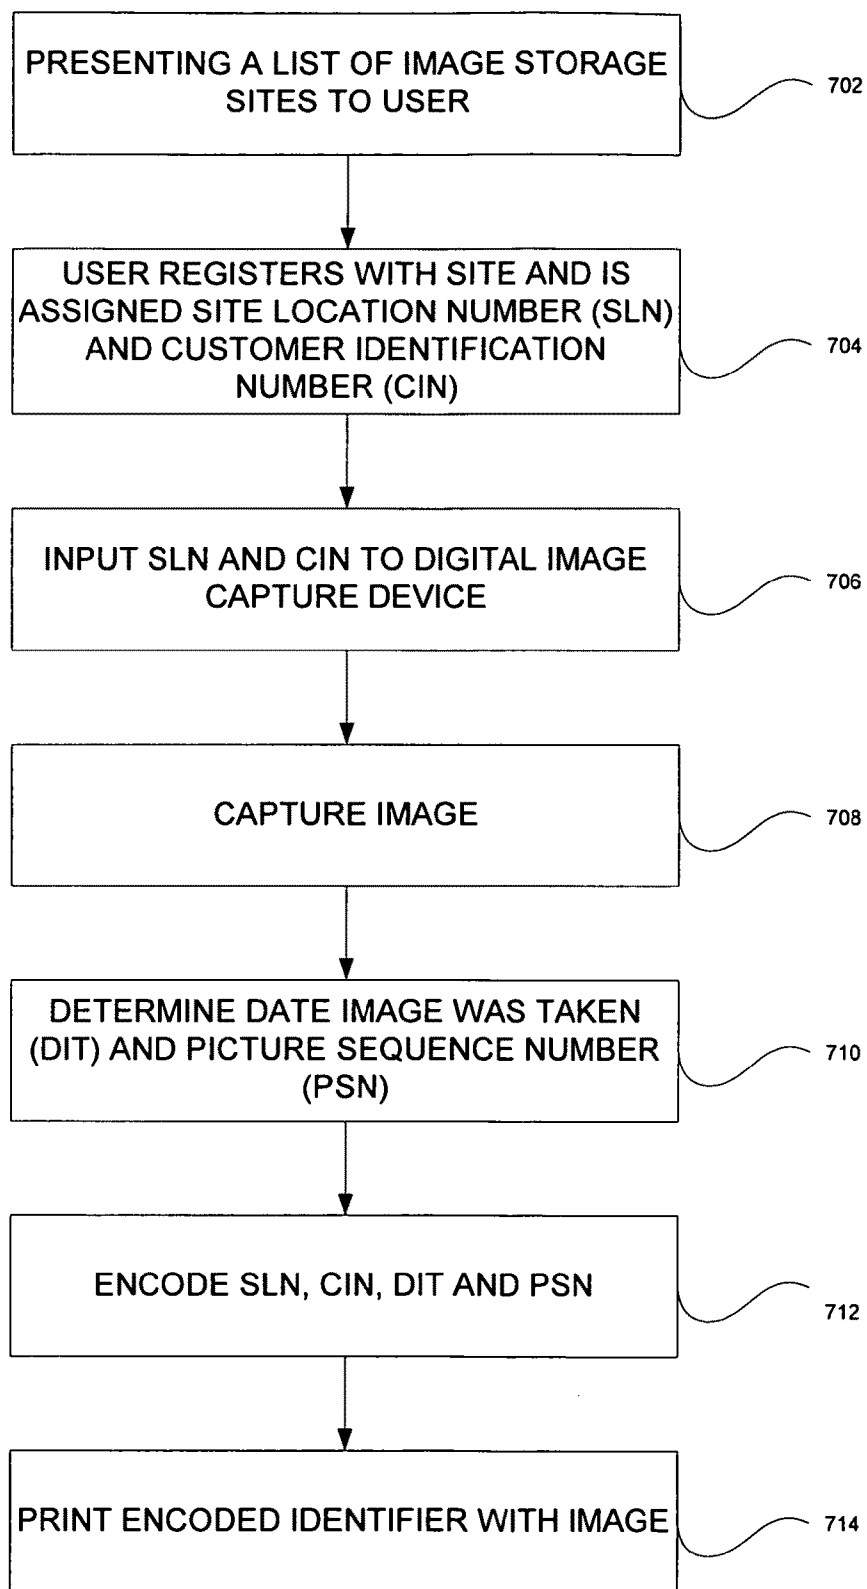 PRESENTING A LIST OF IMAGE STORAGE
SITES TO USER
702
USER REGISTERS WITH SITE AND IS
ASSIGNED SITE LOCATION NUMBER (SLN)
AND CUSTOMER IDENTIFICATION
NUMBER (CIN)
704
INPUT SLN AND CIN TO DIGITAL IMAGE
CAPTURE DEVICE
706
CAPTURE IMAGE
708
DETERMINE DATE IMAGE WAS TAKEN
(DIT) AND PICTURE SEQUENCE NUMBER
(PSN)
710
ENCODE SLN, CIN, DIT AND PSN
712
PRINT ENCODED IDENTIFIER WITH IMAGE
714